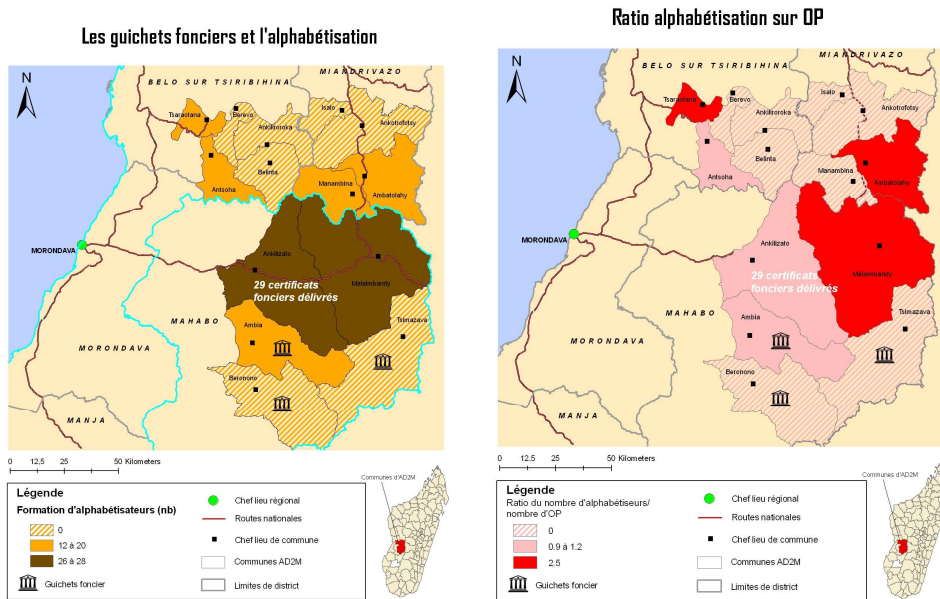 Les guichets fonciers et l'alphabétisation
N
BELO SUR TSIRIBIHINA
MIANDRIVAZO
Tsaraotana
Berevo
Isalo
Ankilroroka
Ankotrofotsy
Belinta
Antsoha
Manambina
Ambatolahy
MORONDAVA
Ankilizato
Malaimbandy
29 certificats
fonciers délivrés
MAHABO
Tsimazava
Ambia
MORONDAVA
Beronono
MANJA
0 12,5 25 50 Kilometers
Communes d'AD2M
Légende
Formation d'alphabétisateurs (nb)
0
12 à 20
26 à 28
Guichets foncier
Chef lieu régional
Routes nationales
Chef lieu de commune
Communes AD2M
Limites de district
Ratio alphabétisation sur OP
N
BELO SUR TSIRIBIHINA
MIANDRIVAZO
Tsaraotana
Berevo
Isalo
Ankiliroroka
Ankotrofotsy
Belinta
Antsoha
Manambina
Ambatolahy
MORONDAVA
Ankilizato
Malaimbandy
29 certificats
fonciers délivrés
MAHABO
Tsimazava
Ambia
MORONDAVA
Beronono
MANJA
0 12,5 25 50 Kilometers
Communes d'AD2M
Légende
Ratio du nombre d'alphabétiseurs/
nombre d'OP
0
0.9 à 1.2
2.5
Guichets foncier
Chef lieu régional
Routes nationales
Chef lieu de commune
Communes AD2M
Limites de district